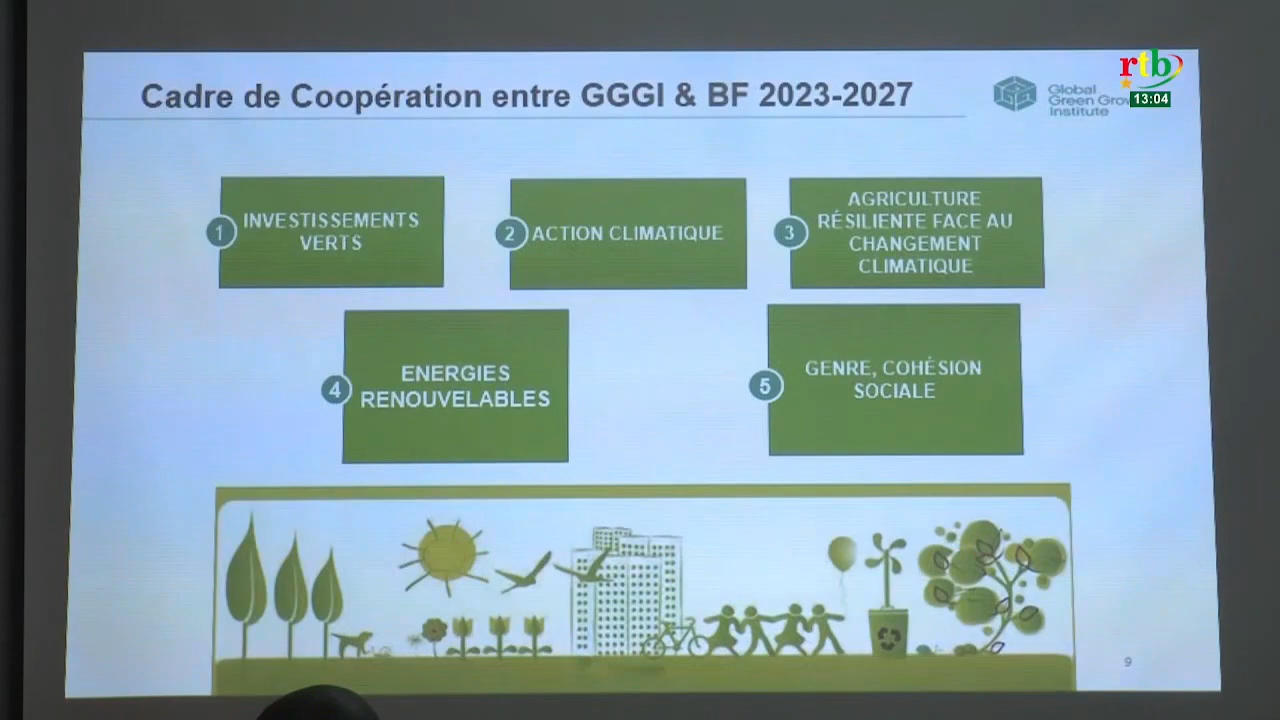 Cadre de Coopération entre GGGI & BF 2023-2027
Global
Green Gro
Institute
rtb
13:04
1
INVESTISSEMENTS
VERTS
2
ACTION CLIMATIQUE
3
AGRICULTURE
RÉSILIENTE FACE AU
CHANGEMENT
CLIMATIQUE
4
ENERGIES
RENOUVELABLES
5
GENRE, COHÉSION
SOCIALE
9